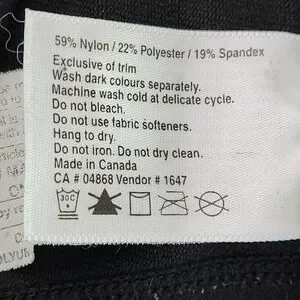 59% Nylon / 22% Polyester / 19% Spandex
Exclusive of trim
Wash dark colours separately.
Machine wash cold at delicate cycle.
Do not bleach.
Do not use fabric softeners.
Hang to dry.
Do not iron. Do not dry clean.
Made in Canada
CA # 04868 Vendor # 1647
30C